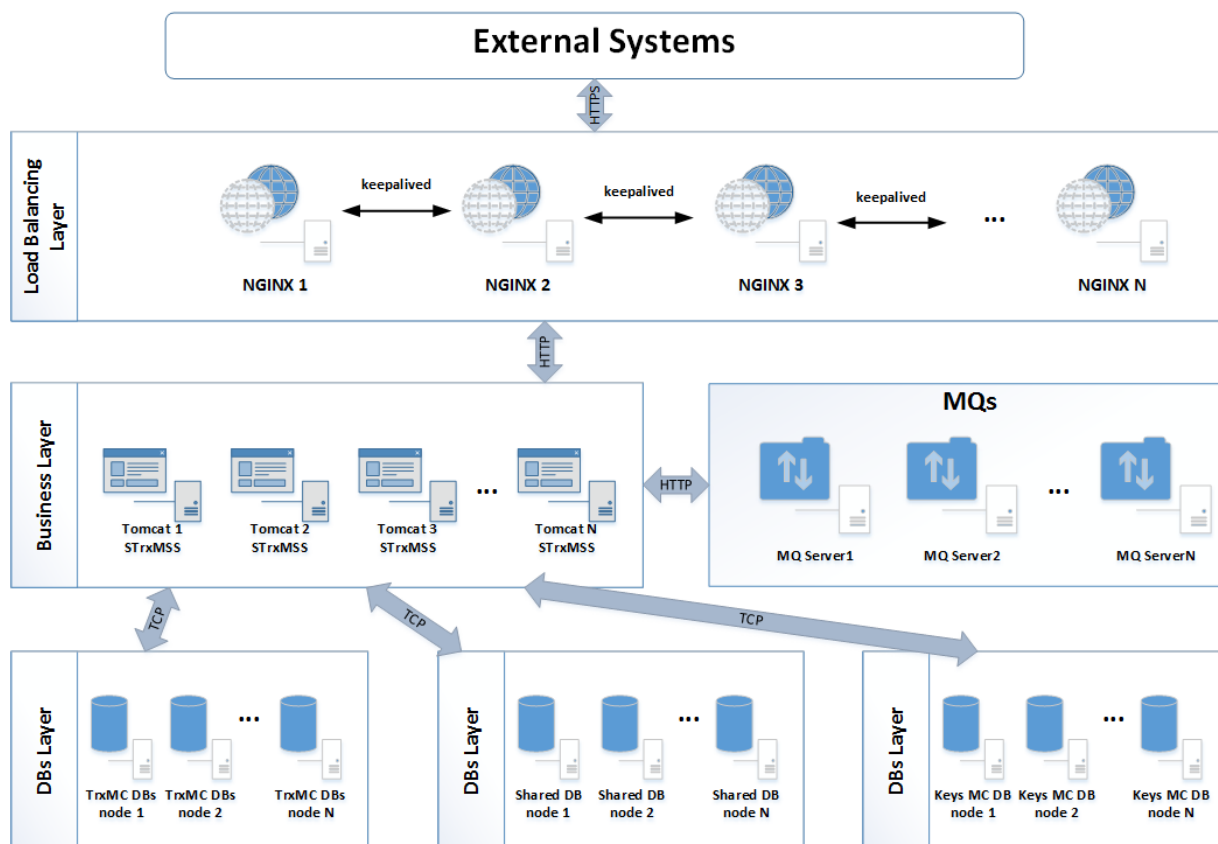 External Systems
HTTPS
Load Balancing
Layer
keepalived
keepalived
keepalived
...
NGINX 1
NGINX 2
NGINX 3
NGINX N
HTTP
Business Layer
Tomcat 1
STrxMSS
Tomcat 2
STrxMSS
Tomcat 3
STrxMSS
...
Tomcat N
STrxMSS
HTTP
MQs
...
MQ Server1
MQ Server2
MQ ServerN
TCP
TCP
TCP
DBs Layer
...
TrxMC DBs
node 1
TrxMC DBs
node 2
TrxMC DBs
node N
DBs Layer
...
Shared DB
node 1
Shared DB
node 2
Shared DB
node N
DBs Layer
...
Keys MC DB
node 1
Keys MC DB
node 2
Keys MC DB
node N